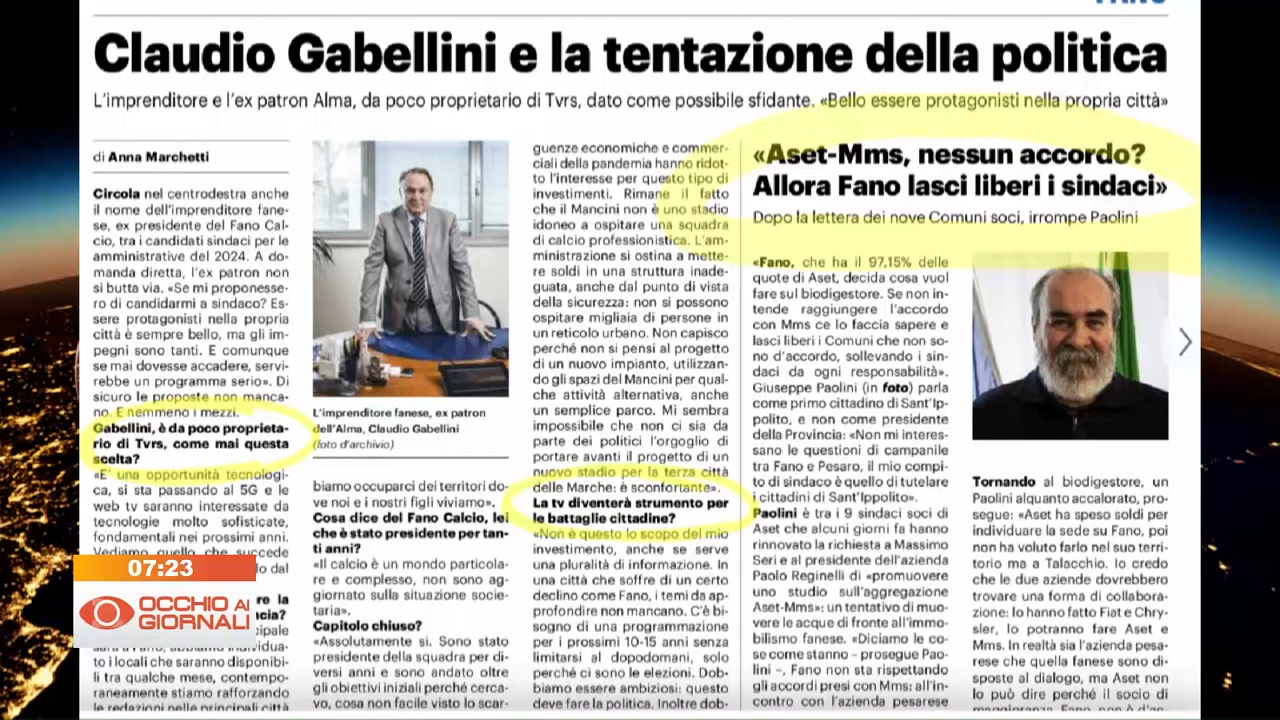 Claudio Gabellini e la tentazione della politica
L'imprenditore e l'ex patron Alma, da poco proprietario di Tvrs, dato come possibile sfidante. «Bello essere protagonisti nella propria città»
di Anna Marchetti
Circola nel centrodestra anche
il nome dell'imprenditore fane-
se, ex presidente del Fano Cal-
cio, tra i candidati sindaci per le
amministrative del 2024. A do-
manda diretta, l'ex patron non
si butta via. «Se mi proponesse-
ro di candidarmi a sindaco? Es-
sere protagonisti nella propria
città è sempre bello, ma gli im-
pegni sono tanti. E comunque
se mai dovesse accadere, servi-
rebbe un programma serio». Di
sicuro le proposte non manca-
no. E nemmeno i mezzi.
Gabellini, è da poco proprieta-
rio di Tvrs, come mai questa
scelta?
«E' una opportunità tecnologi-
ca, si sta passando al 5G e le
web tv saranno interessate da
tecnologie molto sofisticate,
fondamentali nei prossimi anni.
Vediamo quello che succede
07:23
OCCHIO AI
GIORNALI
to i locali che saranno disponibi-
li tra qualche mese, contempo-
raneamente stiamo rafforzando
le redazioni nelle principali città
L'imprenditore fanese, ex patron
dell'Alma, Claudio Gabellini
(foto d'archivio)
biamo occuparci dei territori do-
ve noi e i nostri figli viviamo».
Cosa dice del Fano Calcio, lei
che è stato presidente per tan-
ti anni?
«Il calcio è un mondo particola-
re e complesso, non sono ag-
giornato sulla situazione socie-
taria».
Capitolo chiuso?
«Assolutamente si. Sono stato
presidente della squadra per di-
versi anni e sono andato oltre
gli obiettivi iniziali perché cerca-
vo, cosa non facile visto lo scar-
guenze economiche e commer-
ciali della pandemia hanno ridot-
to l'interesse per questo tipo di
investimenti. Rimane il fatto
che il Mancini non è uno stadio
idoneo a ospitare una squadra
di calcio professionistica. L'am-
ministrazione si ostina a mette-
re soldi in una struttura inade-
guata, anche dal punto di vista
della sicurezza: non si possono
ospitare migliaia di persone in
un reticolo urbano. Non capisco
perché non si pensi al progetto
di un nuovo impianto, utilizzan-
do gli spazi del Mancini per qual-
che attività alternativa, anche
un semplice parco. Mi sembra
impossibile che non ci sia da
parte dei politici l'orgoglio di
portare avanti il progetto di un
nuovo stadio per la terza città
delle Marche: è sconfortante».
La tv diventerà strumento per
le battaglie cittadine?
«Non è questo lo scopo del mio
investimento, anche se serve
una pluralità di informazione. In
una città che soffre di un certo
declino come Fano, i temi da ap-
profondire non mancano. C'è bi-
sogno di una programmazione
per i prossimi 10-15 anni senza
limitarsi al dopodomani, solo
perché ci sono le elezioni. Dob-
biamo essere ambiziosi: questo
deve fare la politica. Inoltre dob-
«Aset-Mms, nessun accordo?
Allora Fano lasci liberi i sindaci»
Dopo la lettera dei nove Comuni soci, irrompe Paolini
«Fano, che ha il 97,15% delle
quote di Aset, decida cosa vuol
fare sul biodigestore. Se non in-
tende raggiungere l'accordo
con Mms ce lo faccia sapere e
lasci liberi i Comuni che non so-
no d'accordo, sollevando i sin-
daci da ogni responsabilità».
Giuseppe Paolini (in foto) parla
come primo cittadino di Sant'Ip-
polito, e non come presidente
della Provincia: «Non mi interes-
sano le questioni di campanile
tra Fano e Pesaro, il mio compi-
to di sindaco è quello di tutelare
i cittadini di Sant'Ippolito».
Paolini è tra i 9 sindaci soci di
Aset che alcuni giorni fa hanno
rinnovato la richiesta a Massimo
Seri e al presidente dell'azienda
Paolo Reginelli di «promuovere
uno studio sull'aggregazione
Aset-Mms»: un tentativo di muo-
vere le acque di fronte all'immo-
bilismo fanese. «Diciamo le co-
se come stanno – prosegue Pao-
lini –, Fano non sta rispettando
gli accordi presi con Mms: all'in-
contro con l'azienda pesarese
Tornando al biodigestore, un
Paolini alquanto accalorato, pro-
segue: «Aset ha speso soldi per
individuare la sede su Fano, poi
non ha voluto farlo nel suo terri-
torio ma a Talacchio. Io credo
che le due aziende dovrebbero
trovare una forma di collabora-
zione: lo hanno fatto Fiat e Chry-
sler, lo potranno fare Aset e
Mms. In realtà sia l'azienda pesa-
rese che quella fanese sono di-
sposte al dialogo, ma Aset non
lo può dire perché il socio di